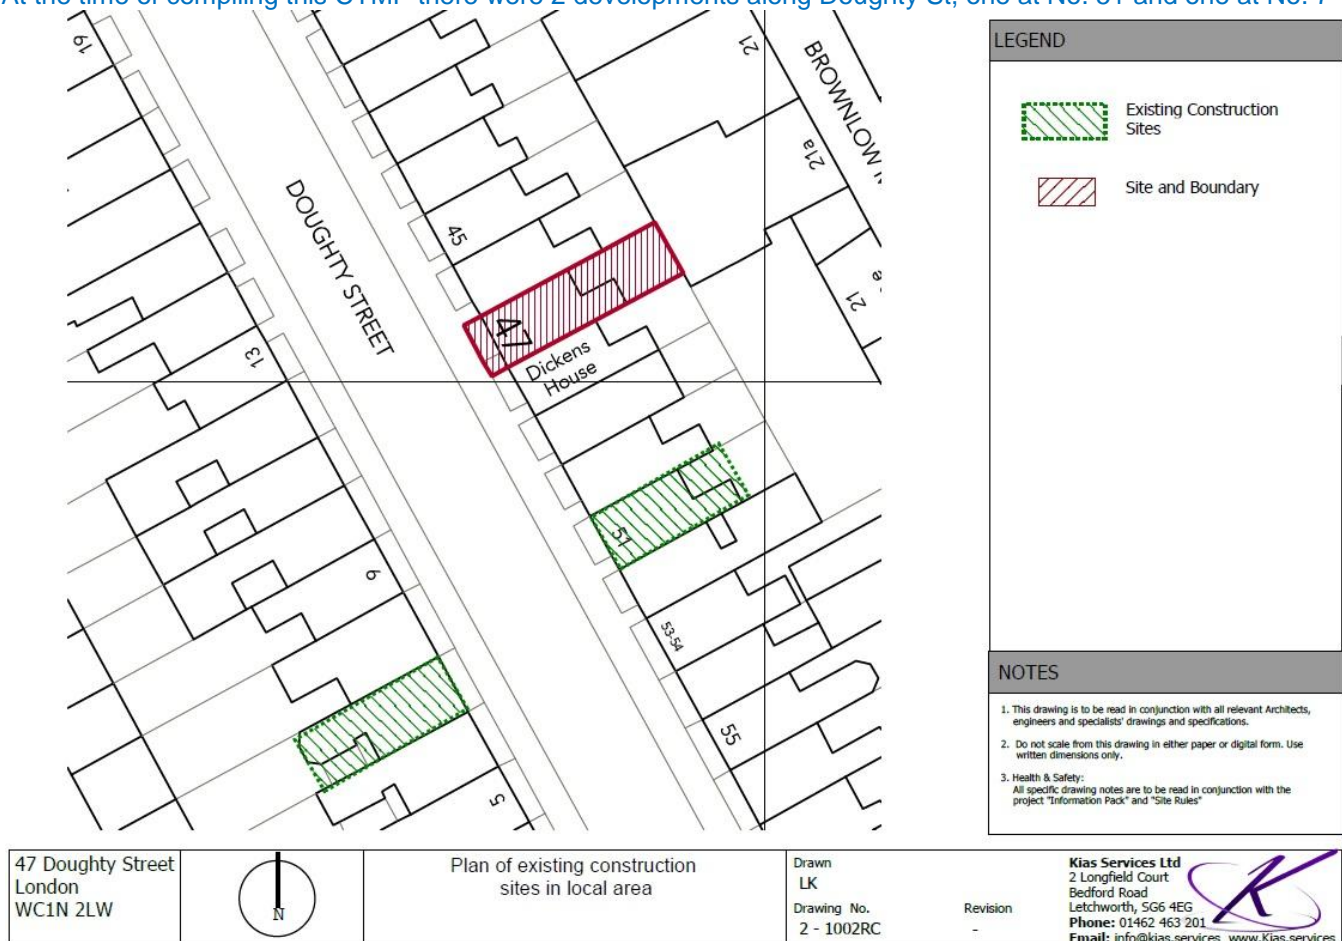 At the time of compiling this CTMP there were 2 developments along Doughty St, one at No. 51 and one at No. 7
19
21
BROWNLOW
21a
DOUGHTY STREET
45
21
47
Dickens
House
13
51
9
53-54
55
5
LEGEND
Existing Construction
Sites
Site and Boundary
NOTES
1. This drawing is to be read in conjunction with all relevant Architects,
engineers and specialists' drawings and specifications.
2. Do not scale from this drawing in either paper or digital form. Use
written dimensions only.
3. Health & Safety:
All specific drawing notes are to be read in conjunction with the
project "Information Pack" and "Site Rules"
47 Doughty Street
London
WC1N 2LW
N
Plan of existing construction
sites in local area
Drawn
LK
Drawing No.
2 - 1002RC
Revision
-
Kias Services Ltd
2 Longfield Court
Bedford Road
Letchworth, SG6 4EG
Phone: 01462 463 201
Email: info@kias.services www.Kias.services
K